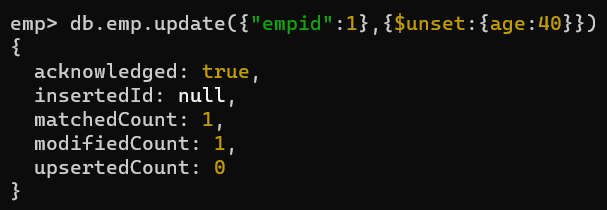 emp> db.emp.update({"empid":1},{$unset:{age:40}})
{
  acknowledged: true,
  insertedId: null,
  matchedCount: 1,
  modifiedCount: 1,
  upsertedCount: 0
}